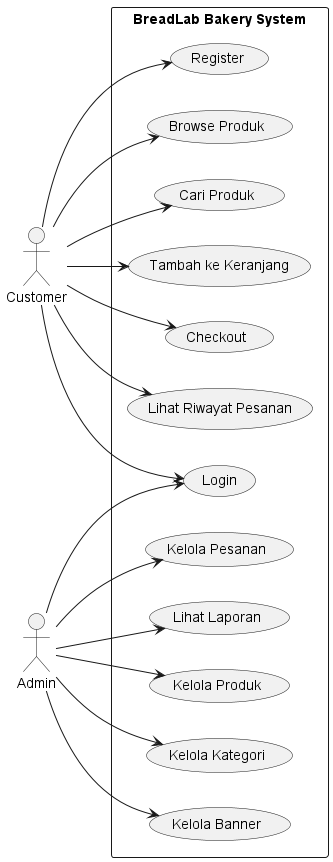 BreadLab Bakery System
Register
Browse Produk
Cari Produk
Tambah ke Keranjang
Customer
Checkout
Lihat Riwayat Pesanan
Login
Kelola Pesanan
Lihat Laporan
Admin
Kelola Produk
Kelola Kategori
Kelola Banner